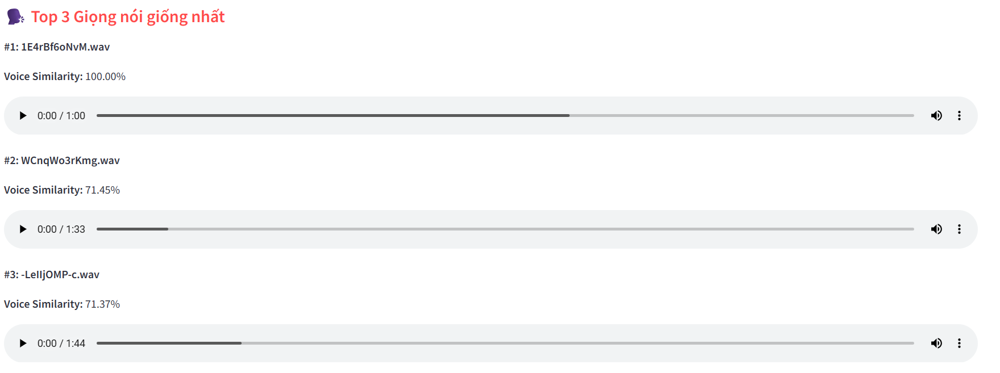 Top 3 Giọng nói giống nhất
#1: 1E4rBf6oNvM.wav
Voice Similarity: 100.00%
0:00 / 1:00
#2: WCnqWo3rKmg.wav
Voice Similarity: 71.45%
0:00 / 1:33
#3: -LeIIjOMP-c.wav
Voice Similarity: 71.37%
0:00 / 1:44